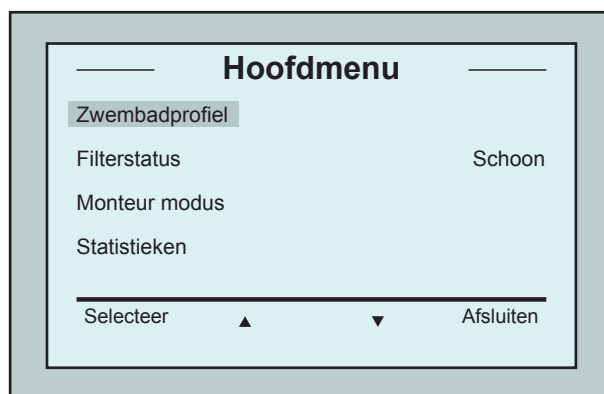 Hoofdmenu
Zwembadprofiel
Filterstatus Schoon
Monteur modus
Statistieken
Selecteer ▲ ▼ Afsluiten